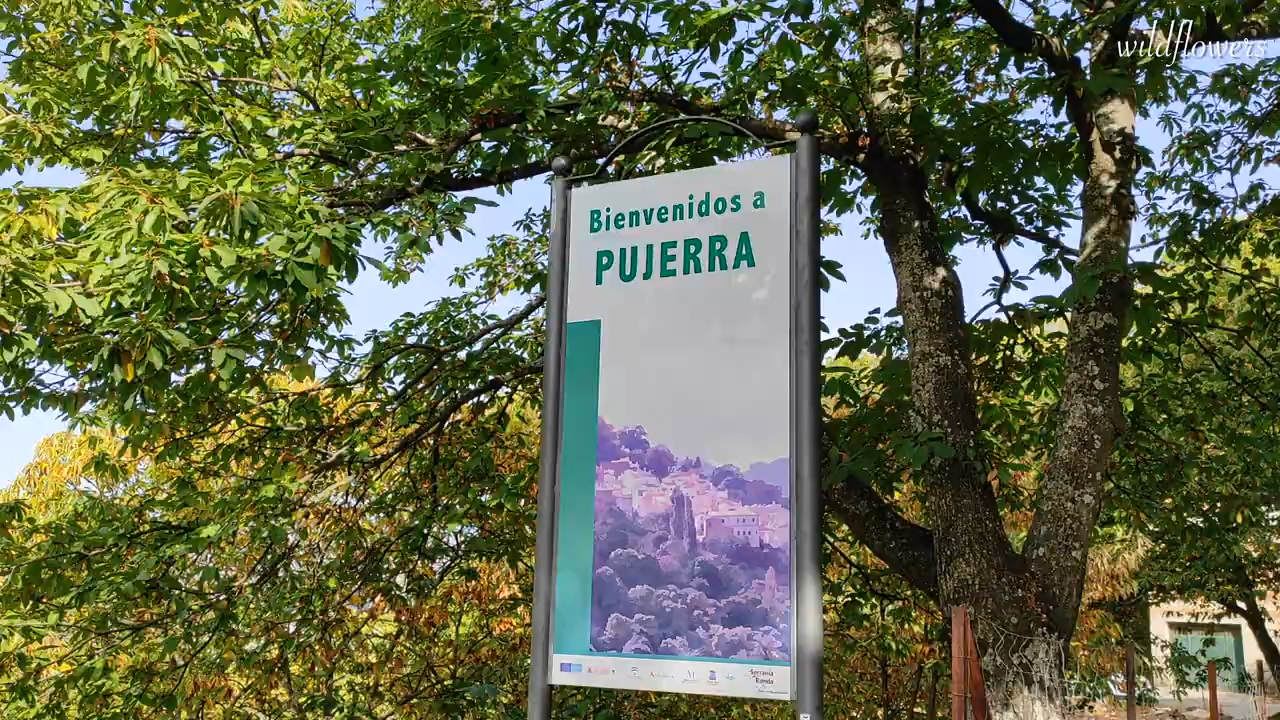 wildflowers
Bienvenidos a
PUJERRA
Serranía
Ronda